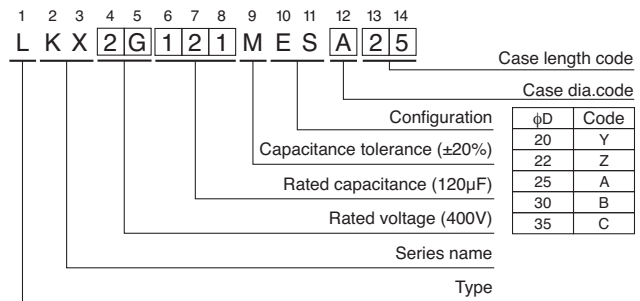 1 2 3 4 5 6 7 8 9 10 11 12 13 14
L K X 2 G 1 2 1 M E S A 2 5
Case length code
Case dia.code
Configuration
Capacitance tolerance (±20%)
Rated capacitance (120µF)
Rated voltage (400V)
Series name
Type
ϕD Code
20 Y
22 Z
25 A
30 B
35 C